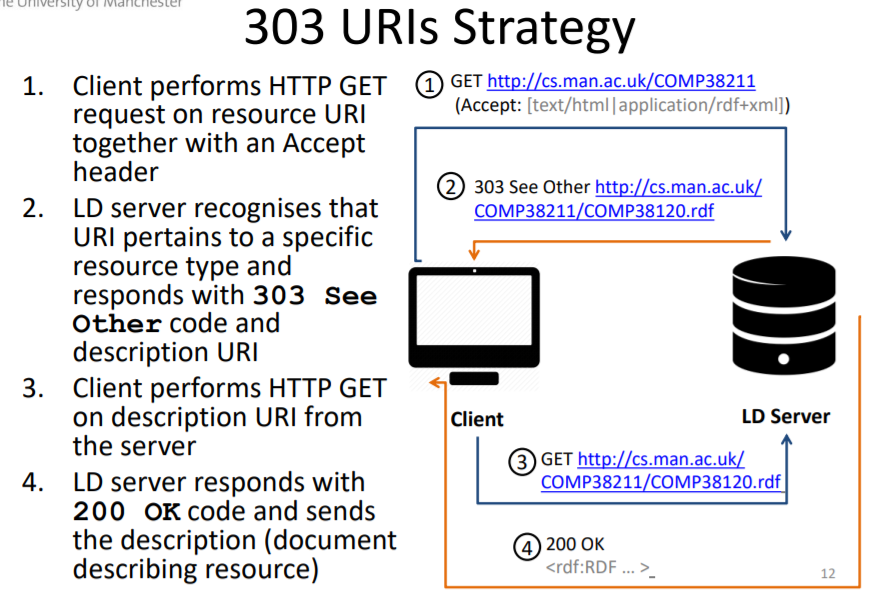 The University of Manchester
303 URIs Strategy
1. Client performs HTTP GET
request on resource URI
together with an Accept
header
2. LD server recognises that
URI pertains to a specific
resource type and
responds with 303 See
Other code and
description URI
3. Client performs HTTP GET
on description URI from
the server
4. LD server responds with
200 OK code and sends
the description (document
describing resource)
1 GET http://cs.man.ac.uk/COMP38211
(Accept: [text/html|application/rdf+xml])
2 303 See Other http://cs.man.ac.uk/
COMP38211/COMP38120.rdf
Client
LD Server
3 GET http://cs.man.ac.uk/
COMP38211/COMP38120.rdf
4 200 OK
<rdf:RDF ... >_
12